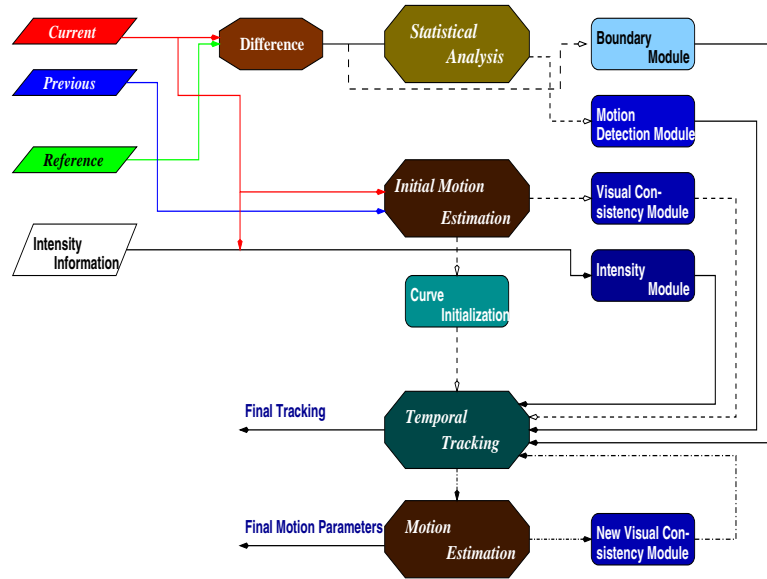 Current
Previous
Reference
Intensity
Information
Difference
Statistical
Analysis
Boundary
Module
Motion
Detection Module
Initial Motion
Estimation
Visual Con-
sistency Module
Intensity
Module
Curve
Initialization
Final Tracking
Temporal
Tracking
Final Motion Parameters
Motion
Estimation
New Visual Con-
sistency Module